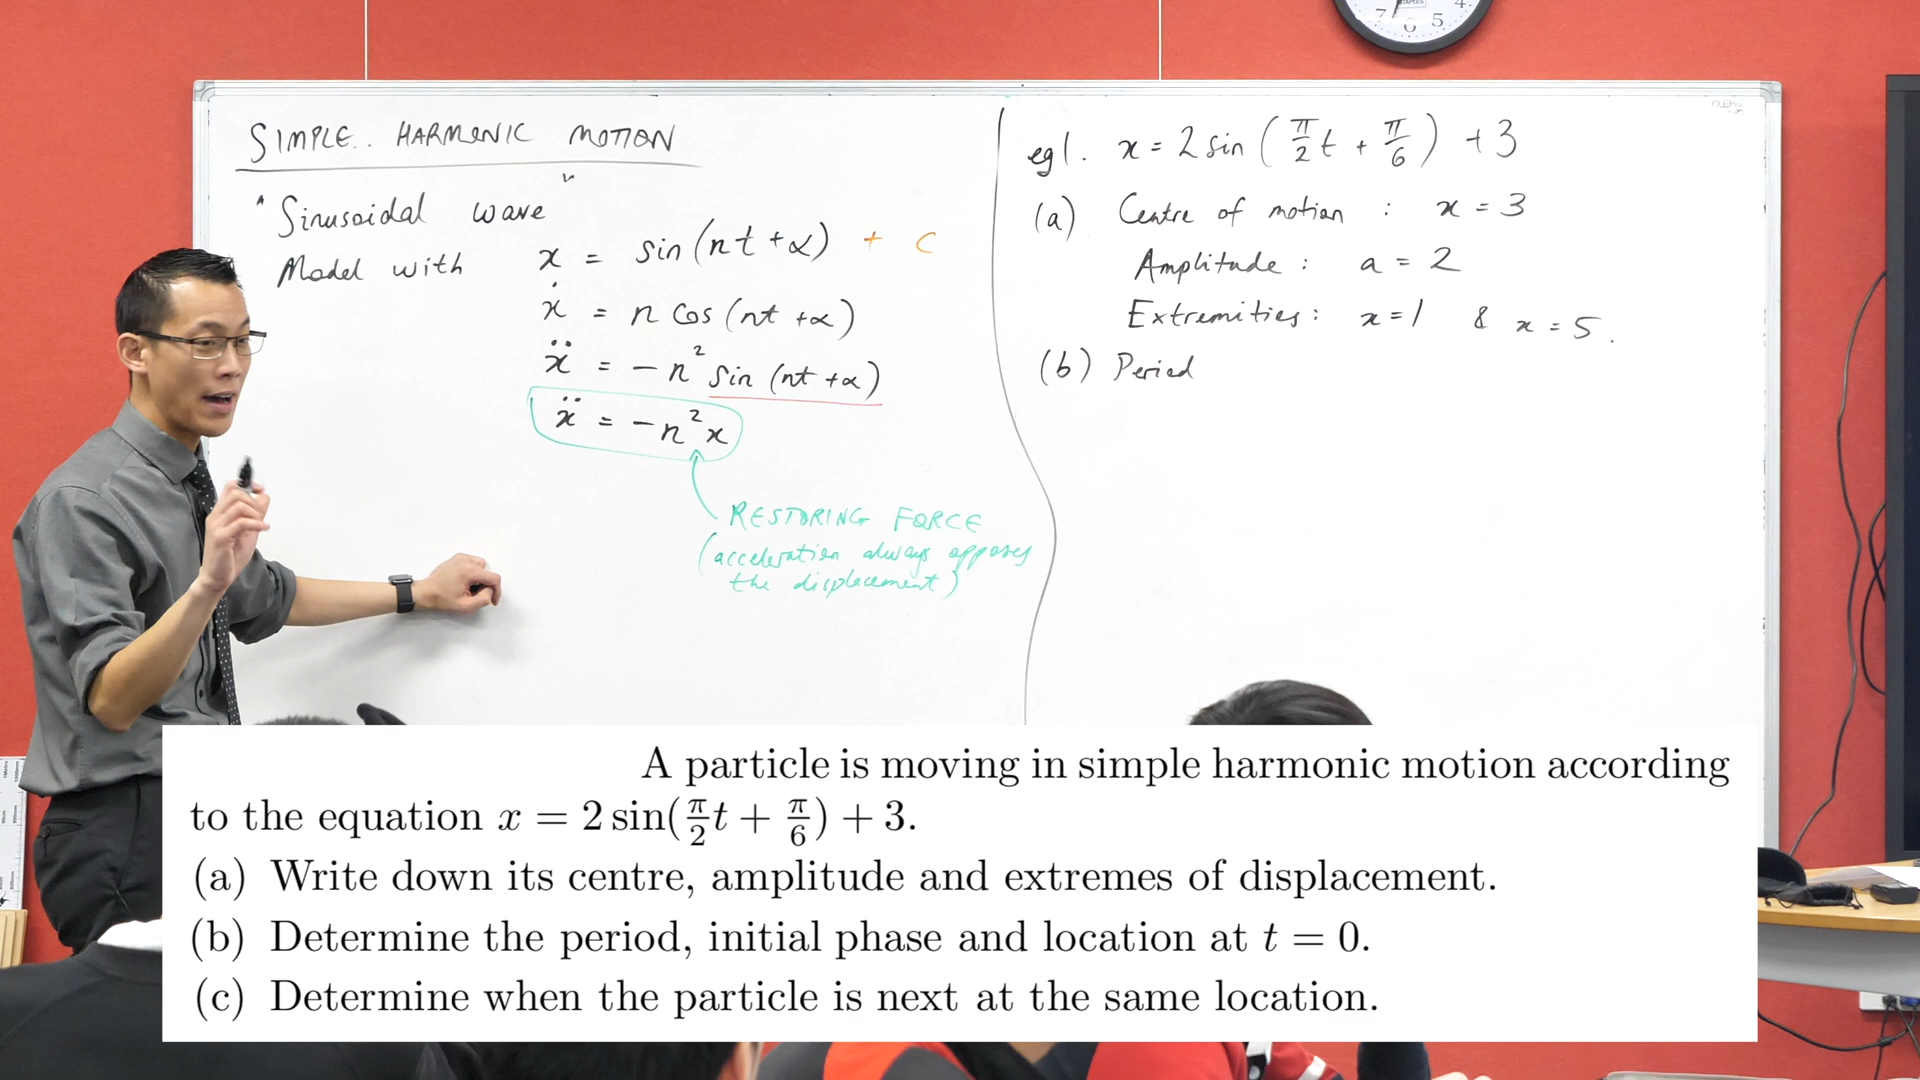 SIMPLE HARMONIC MOTION
"Sinusoidal wave"
Model with x = sin(nt + α) + C
ẋ = n cos(nt + α)
ẍ = -n² sin(nt + α)
ẍ = -n²x
RESTORING FORCE
(acceleration always opposes
the displacement)
eg1. x = 2 sin(π/2 t + π/6) + 3
(a) Centre of motion : x = 3
Amplitude : a = 2
Extremities : x = 1 & x = 5.
(b) Period
7 6 5 4
A particle is moving in simple harmonic motion according
to the equation x = 2 sin(π/2 t + π/6) + 3.
(a) Write down its centre, amplitude and extremes of displacement.
(b) Determine the period, initial phase and location at t = 0.
(c) Determine when the particle is next at the same location.